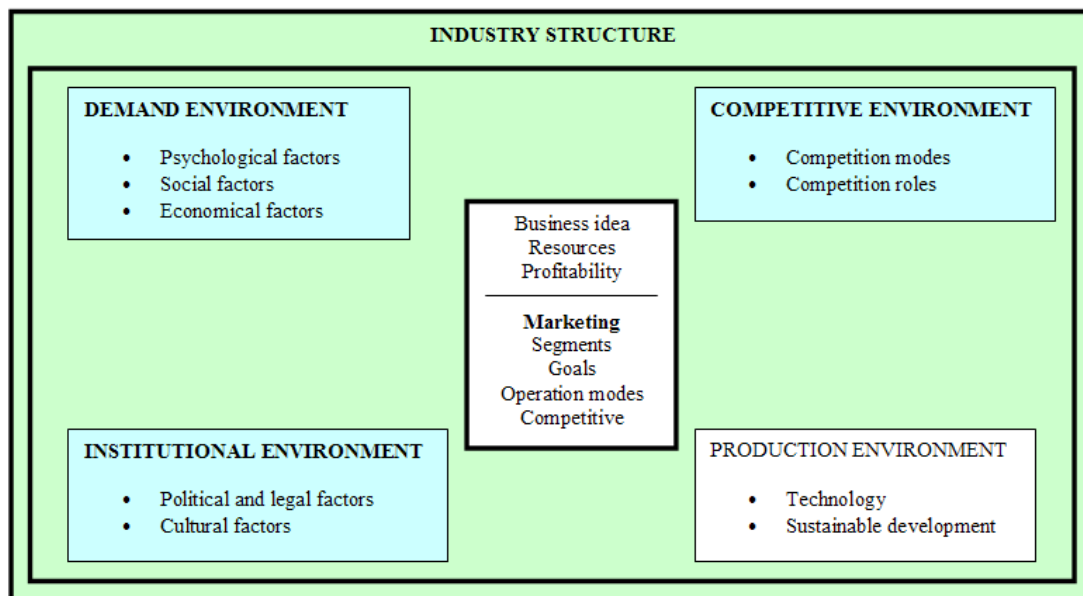 INDUSTRY STRUCTURE
DEMAND ENVIRONMENT
• Psychological factors
• Social factors
• Economical factors
COMPETITIVE ENVIRONMENT
• Competition modes
• Competition roles
Business idea
Resources
Profitability
Marketing
Segments
Goals
Operation modes
Competitive
INSTITUTIONAL ENVIRONMENT
• Political and legal factors
• Cultural factors
PRODUCTION ENVIRONMENT
• Technology
• Sustainable development